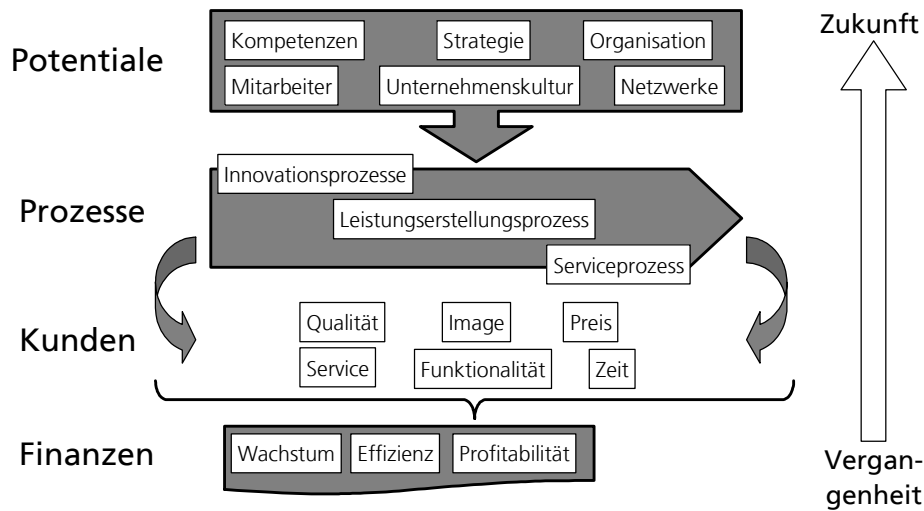 Zukunft
Potentiale
Kompetenzen
Strategie
Organisation
Mitarbeiter
Unternehmenskultur
Netzwerke
Prozesse
Innovationsprozesse
Leistungserstellungsprozess
Serviceprozess
Kunden
Qualität
Image
Preis
Service
Funktionalität
Zeit
Finanzen
Wachstum
Effizienz
Profitabilität
Vergan-
genheit